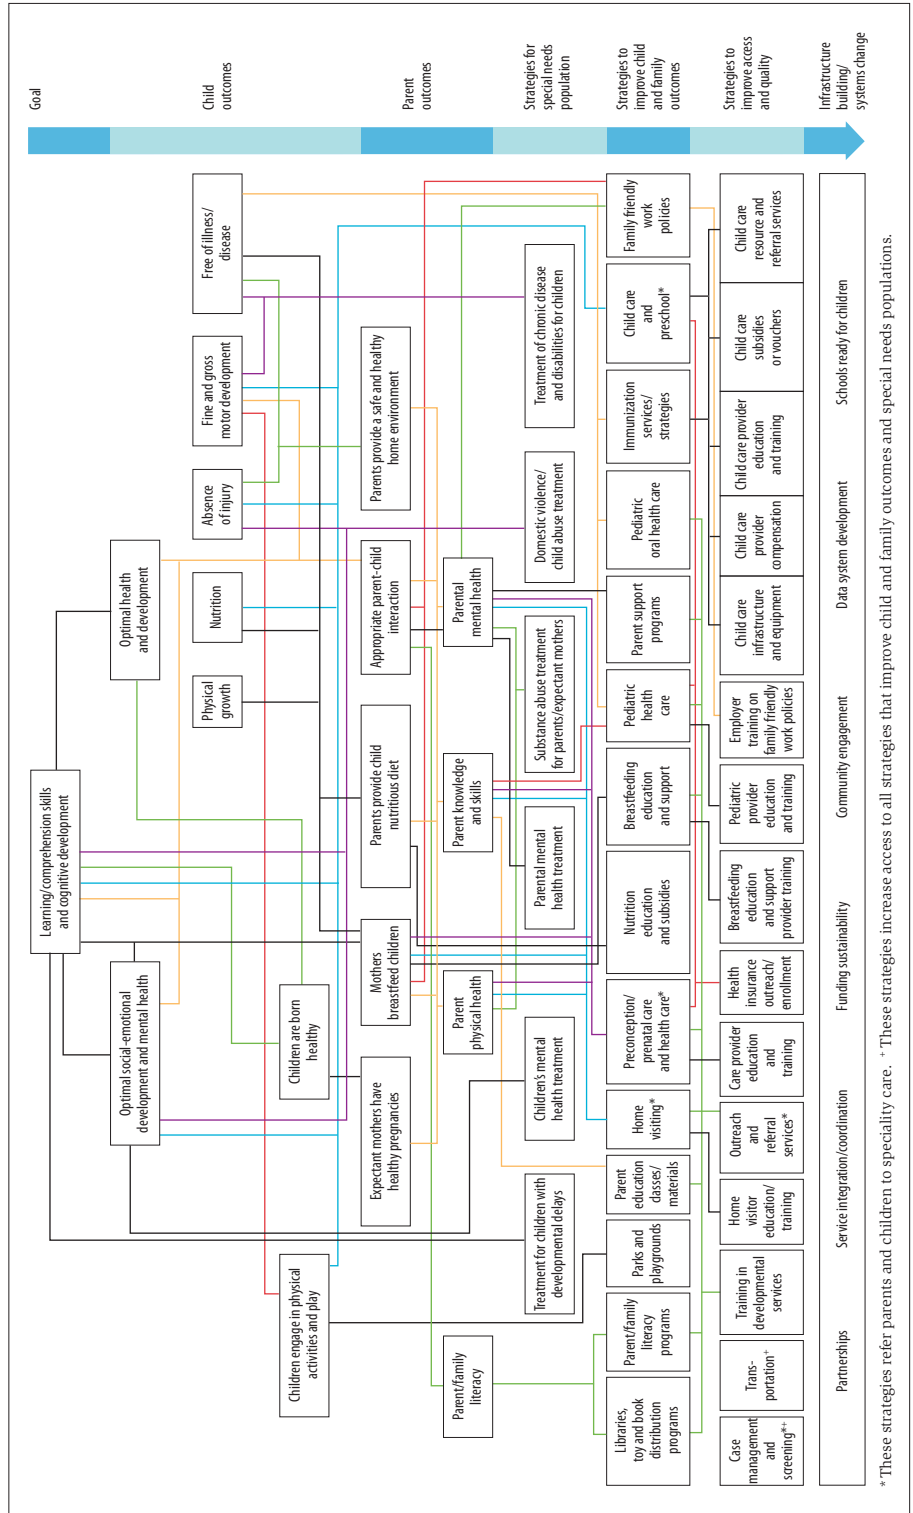 Goal
Child
outcomes
Parent
outcomes
Strategies for
special needs
population
Strategies to
improve child
and family
outcomes
Strategies to
improve access
and quality
Infrastructure
building/
systems change
Learning/comprehension skills
and cognitive development
Optimal social-emotional
development and mental health
Optimal health
and development
Physical
growth
Nutrition
Absence
of injury
Fine and gross
motor development
Free of illness/
disease
Children engage in physical
activities and play
Children are born
healthy
Expectant mothers have
healthy pregnancies
Mothers
breastfeed children
Parents provide child
nutritious diet
Appropriate parent-child
interaction
Parents provide a safe and healthy
home environment
Parent/family
literacy
Parent
physical health
Parent knowledge
and skills
Parental
mental health
Treatment for children with
developmental delays
Children's mental
health treatment
Parental mental
health treatment
Substance abuse treatment
for parents/expectant mothers
Domestic violence/
child abuse treatment
Treatment of chronic disease
and disabilities for children
Libraries,
toy and book
distribution
programs
Parent/family
literacy
programs
Parks and
playgrounds
Parent
education
classes/
materials
Home
visiting*
Preconception/
prenatal care
and health care*
Nutrition
education
and subsidies
Breastfeeding
education
and support
Pediatric
health
care
Parent support
programs
Pediatric
oral health care
Immunization
services/
strategies
Child care
and
preschool*
Family friendly
work
policies
Case
management
and
screening*+
Trans-
portation+
Training in
developmental
services
Home
visitor
education/
training
Outreach
and
referral
services*
Care provider
education
and
training
Health
insurance
outreach/
enrollment
Breastfeeding
education
and support
provider training
Pediatric
provider
education
and training
Employer
training on
family friendly
work policies
Child care
infrastructure
and equipment
Child care
provider
compensation
Child care provider
education
and training
Child care
subsidies
or vouchers
Child care
resource and
referral services
Partnerships
Service integration/coordination
Funding sustainability
Community engagement
Data system development
Schools ready for children
* These strategies refer parents and children to speciality care. + These strategies increase access to all strategies that improve child and family outcomes and special needs populations.